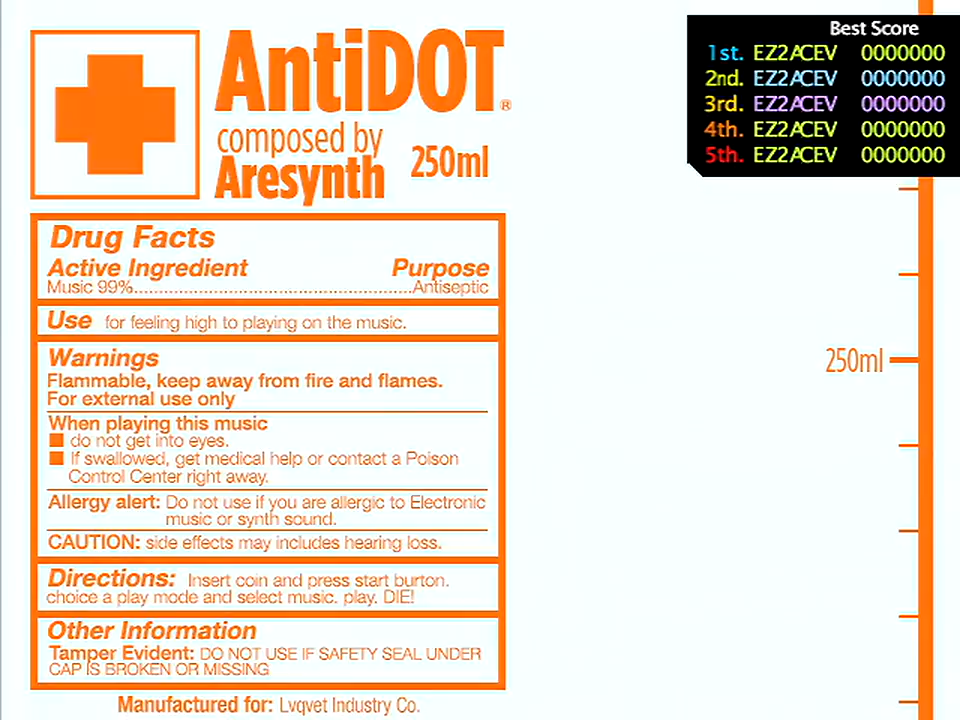 AntiDOT®
composed by
Aresynth 250ml
Best Score
1st. EZ2ACEV 0000000
2nd. EZ2ACEV 0000000
3rd. EZ2ACEV 0000000
4th. EZ2ACEV 0000000
5th. EZ2ACEV 0000000
Drug Facts
Active Ingredient Purpose
Music 99%......................................................Antiseptic
Use for feeling high to playing on the music.
Warnings
Flammable, keep away from fire and flames.
For external use only
When playing this music
■ do not get into eyes.
■ If swallowed, get medical help or contact a Poison
Control Center right away.
Allergy alert: Do not use if you are allergic to Electronic
music or synth sound.
CAUTION: side effects may includes hearing loss.
Directions: Insert coin and press start burton.
choice a play mode and select music. play. DIE!
Other Information
Tamper Evident: DO NOT USE IF SAFETY SEAL UNDER
CAP IS BROKEN OR MISSING
Manufactured for: Lvqvet Industry Co.
250ml